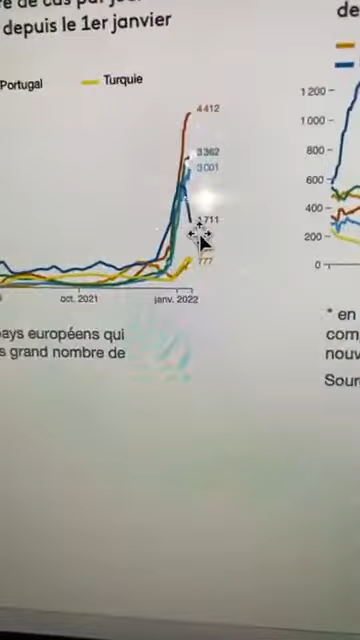 de cas par
depuis le 1er janvier
Portugal
Turquie
4 412
3 362
3 001
1 711
777
oct. 2021
janv. 2022
pays européens qui
s grand nombre de
de
1 200
1 000
800
600
400
200
0
* en
com
nouv
Sour